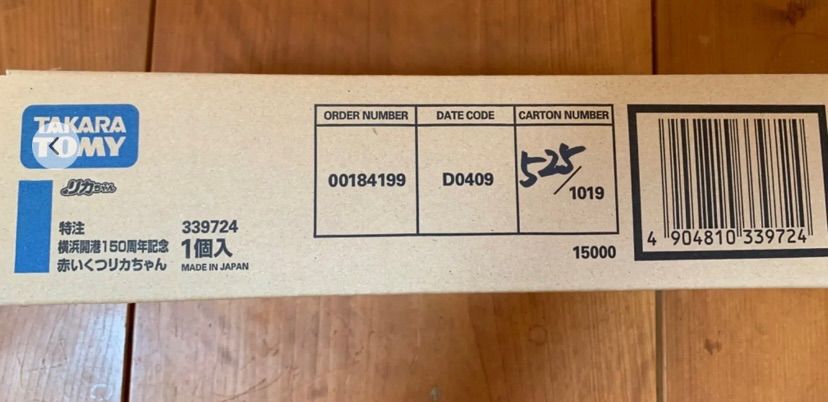 TAKARA
TOMY
リカちゃん
特注 339724
横浜開港150周年記念 1個入
赤いくつリカちゃん MADE IN JAPAN
ORDER NUMBER DATE CODE CARTON NUMBER
00184199 D0409 525/1019
15000
4 904810 339724